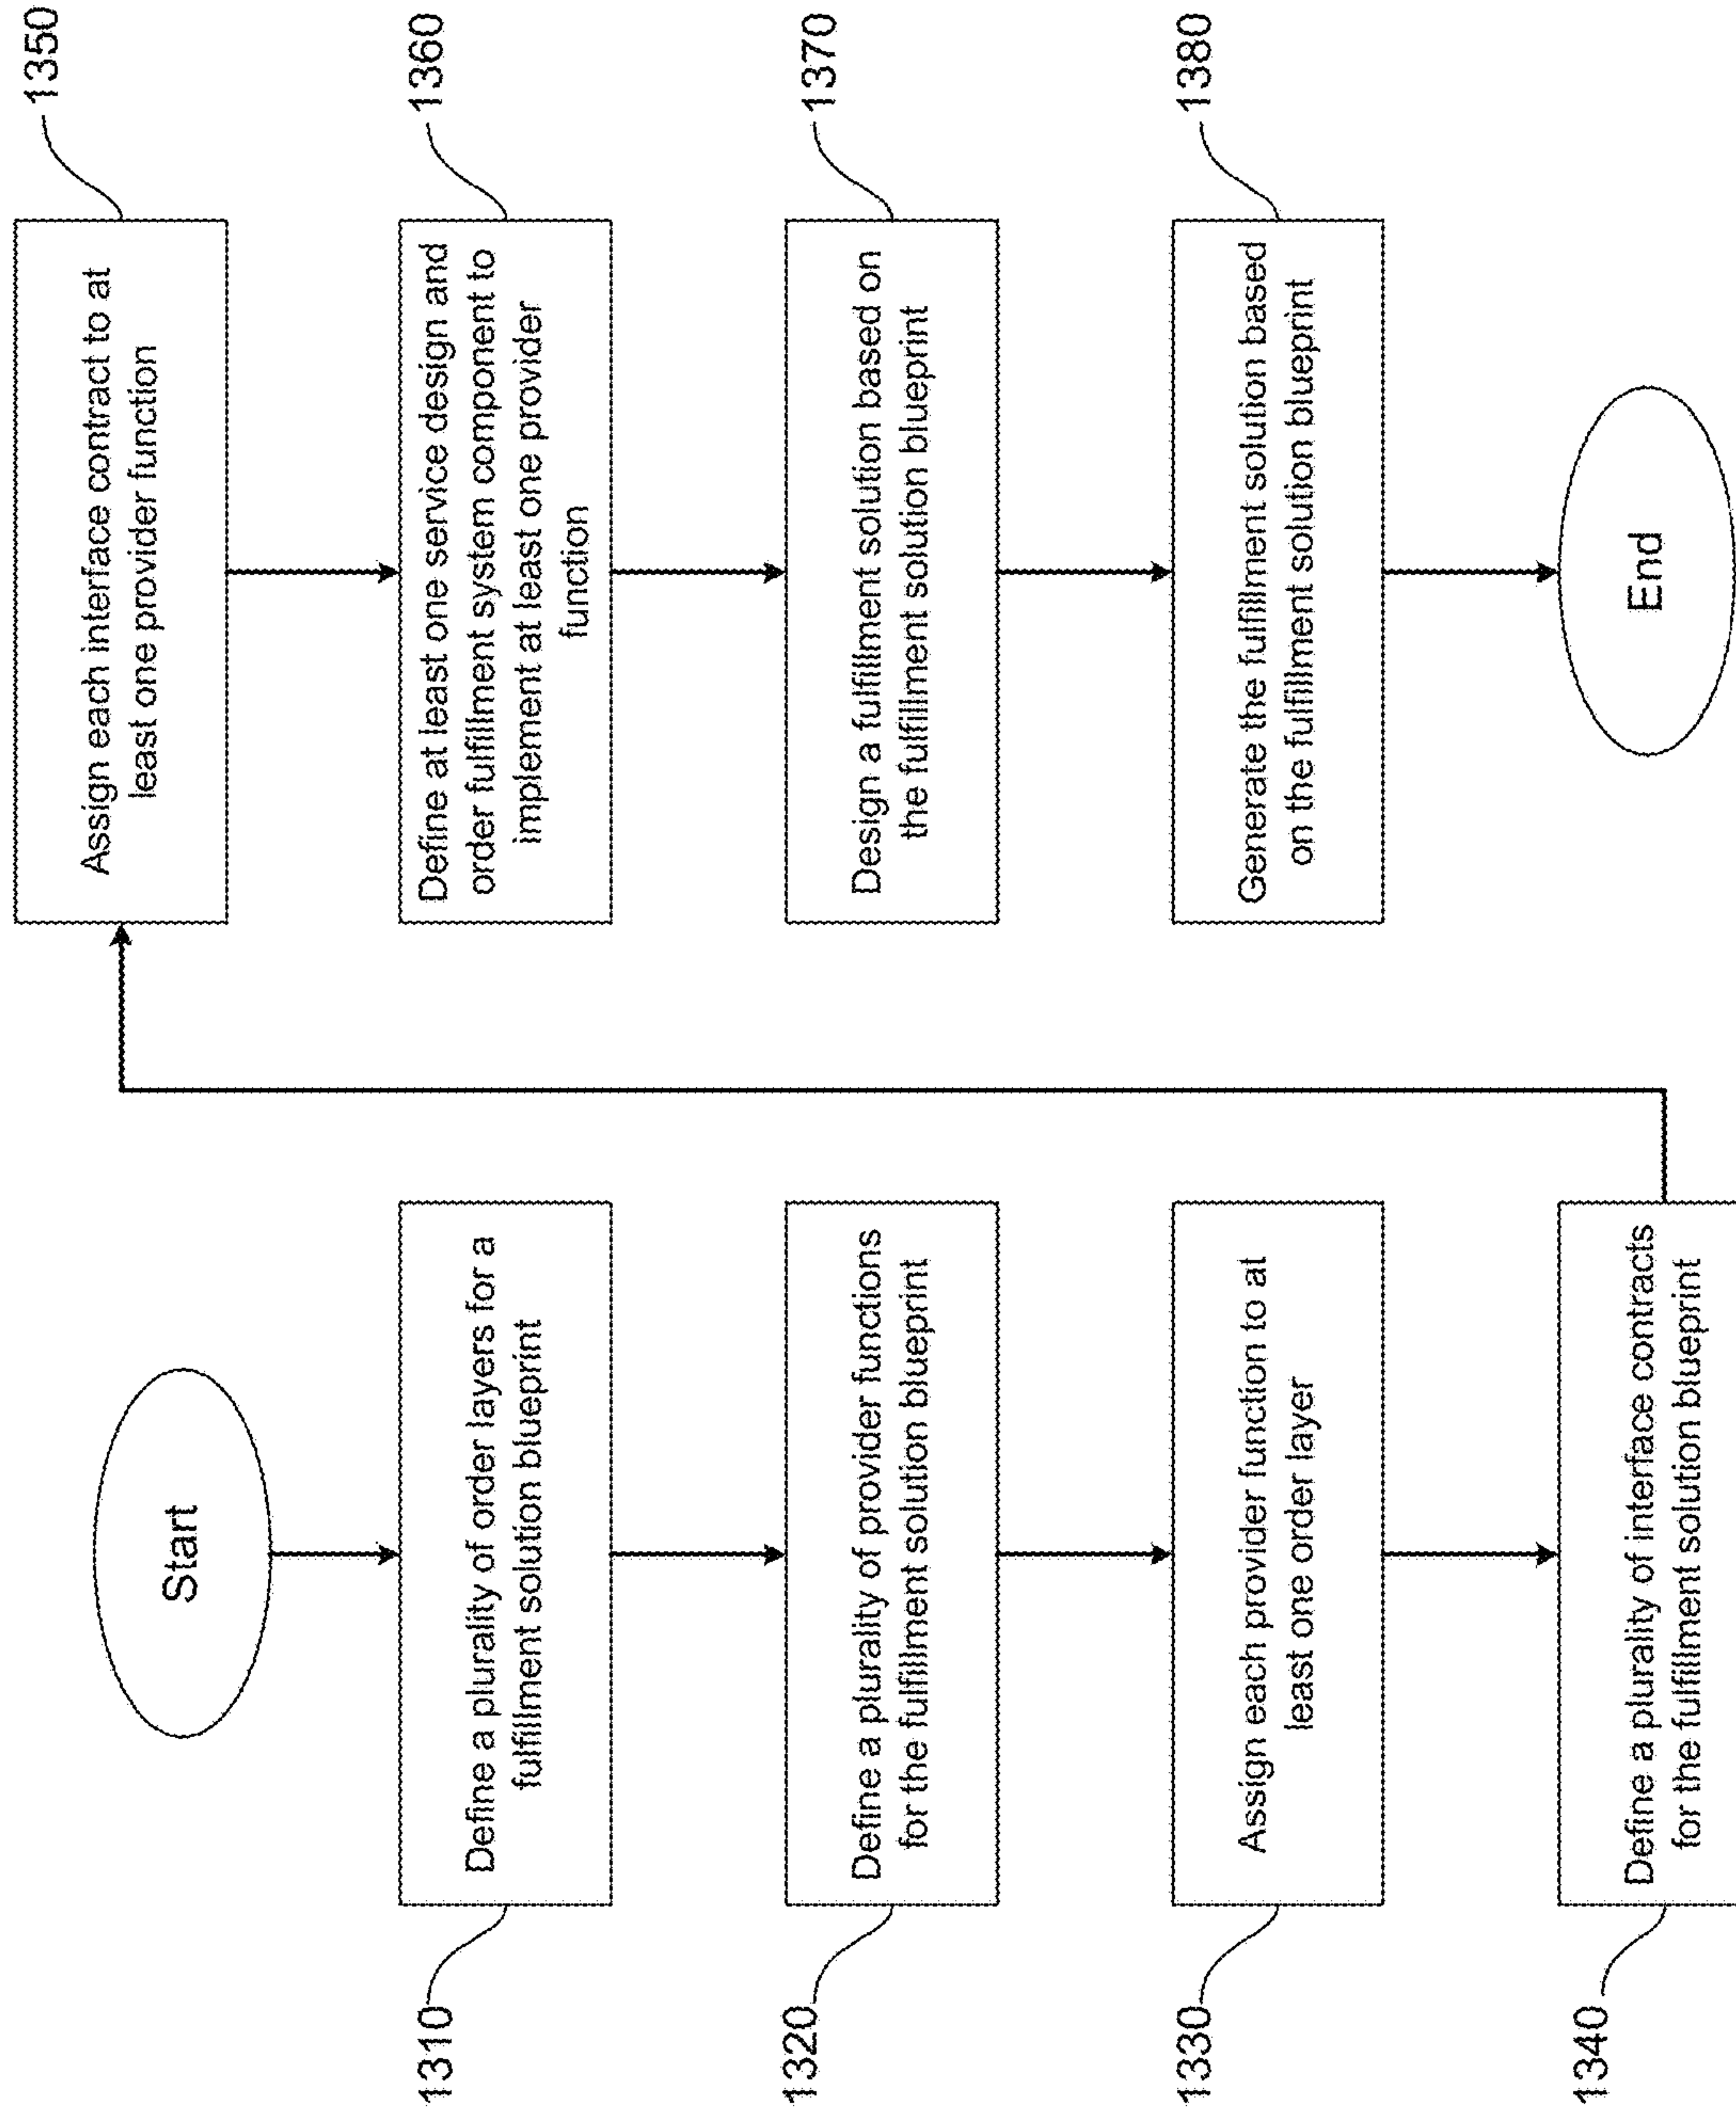 Start
1310
Define a plurality of order layers for a
fulfillment solution blueprint
1320
Define a plurality of provider functions
for the fulfillment solution blueprint
1330
Assign each provider function to at
least one order layer
1340
Define a plurality of interface contracts
for the fulfillment solution blueprint
1350
Assign each interface contract to at
least one provider function
1360
Define at least one service design and
order fulfillment system component to
implement at least one provider
function
1370
Design a fulfillment solution based on
the fulfillment solution blueprint
1380
Generate the fulfillment solution based
on the fulfillment solution blueprint
End